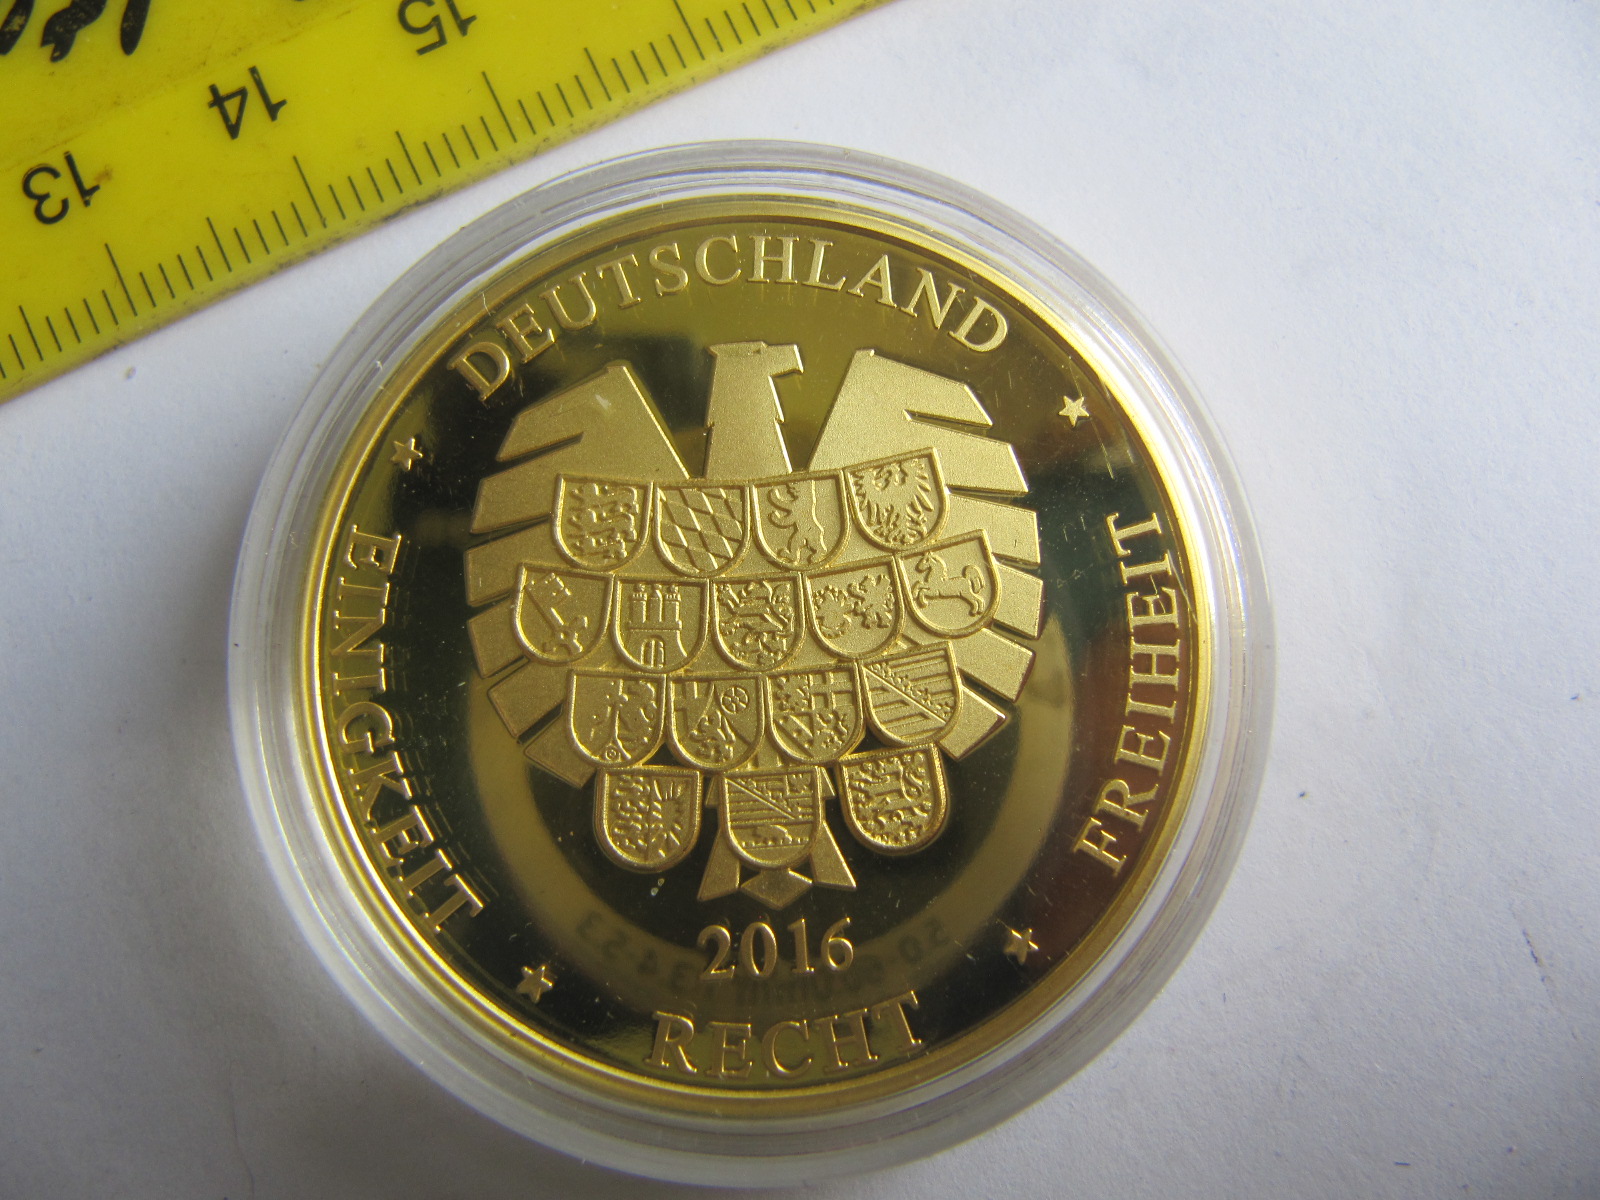 15
14
13
DEUTSCHLAND
EINIGKEIT
FREIHEIT
2016
RECHT